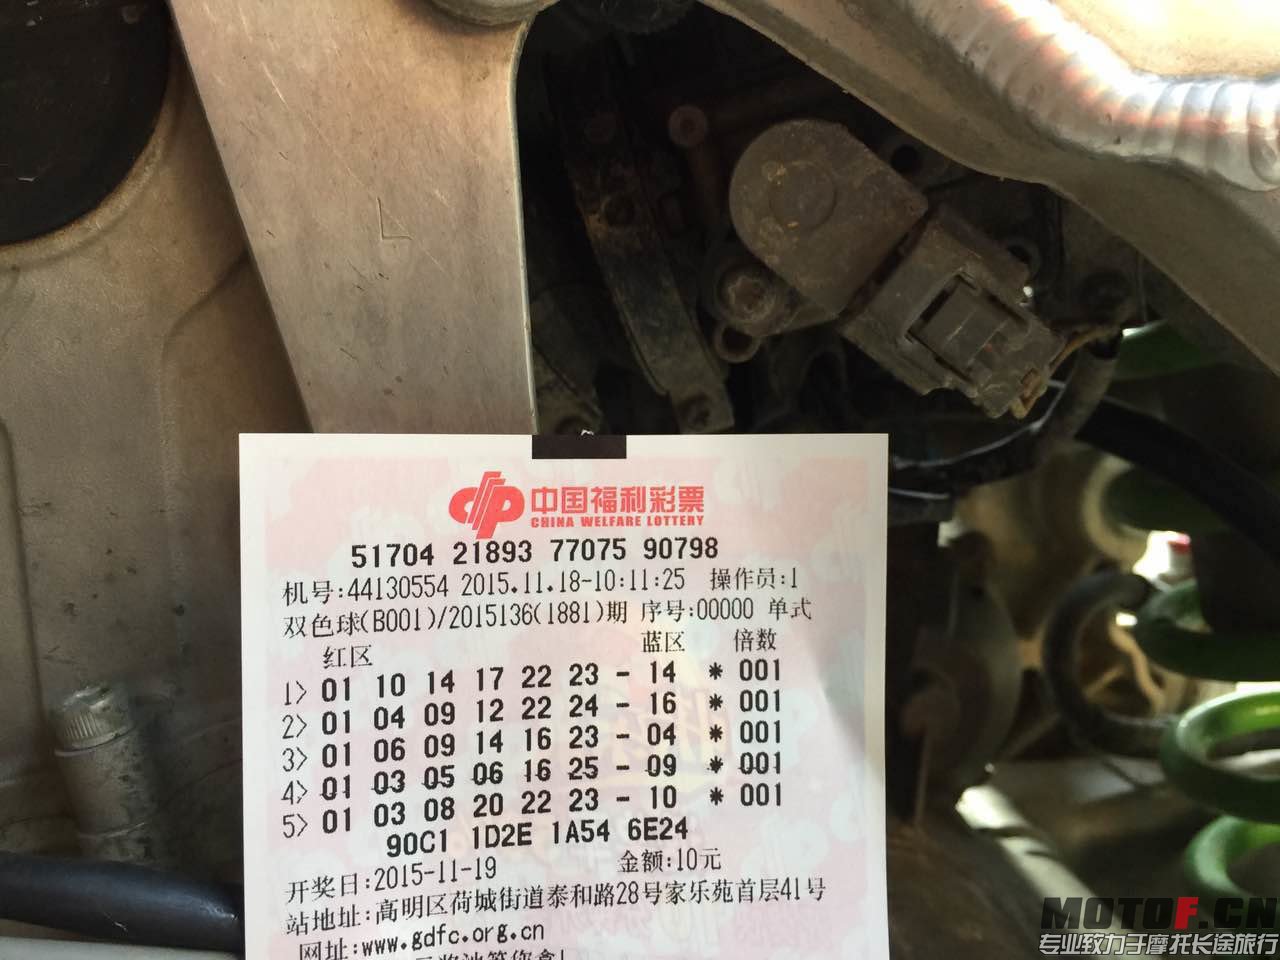 中国福利彩票
CHINA WELFARE LOTTERY
51704 21893 77075 90798
机号:44130554 2015.11.18-10:11:25 操作员:1
双色球(B001)/2015136(1881)期 序号:00000 单式
红区 蓝区 倍数
1> 01 10 14 17 22 23 - 14 * 001
2> 01 04 09 12 22 24 - 16 * 001
3> 01 06 09 14 16 23 - 04 * 001
4> 01 03 05 06 16 25 - 09 * 001
5> 01 03 08 20 22 23 - 10 * 001
90C1 1D2E 1A54 6E24
开奖日:2015-11-19 金额:10元
站地址:高明区荷城街道泰和路28号家乐苑首层41号
网址:www.gdfc.org.cn
MOTOF.CN
专业致力于摩托长途旅行